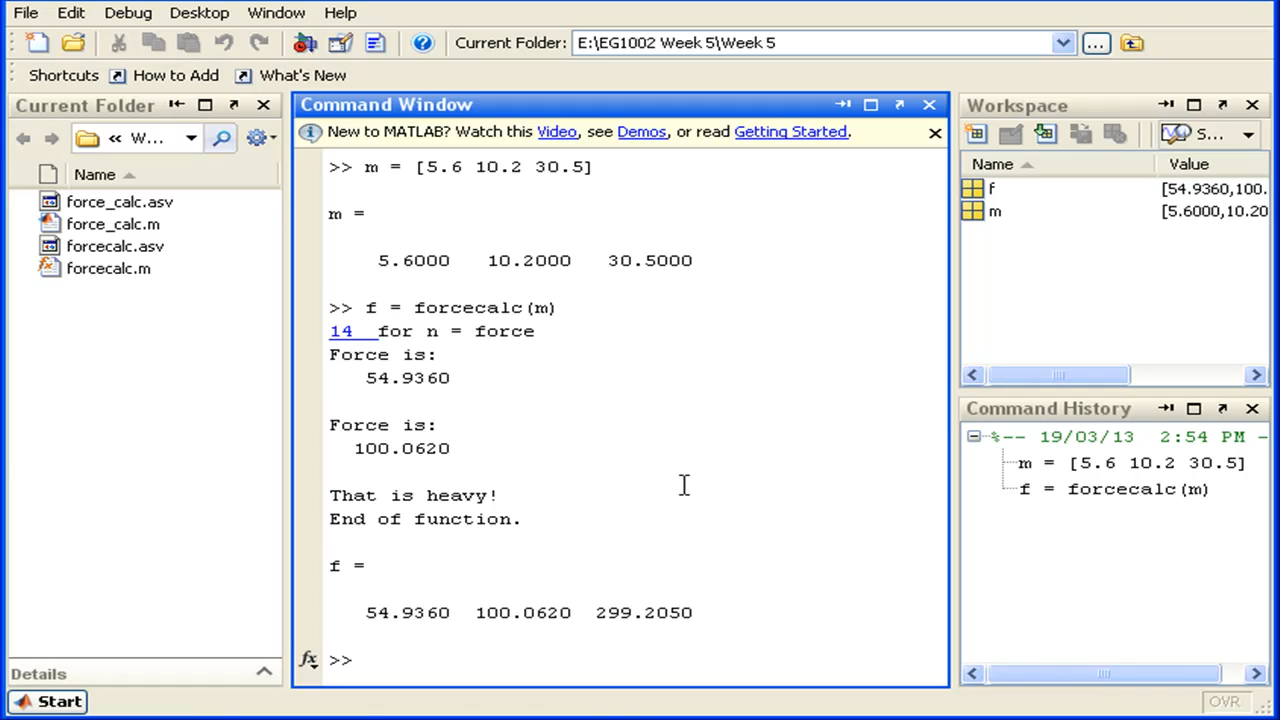 File Edit Debug Desktop Window Help
Current Folder: E:\EG1002 Week 5\Week 5
Shortcuts How to Add What's New
Current Folder
« W...
Name
force_calc.asv
force_calc.m
forcecalc.asv
forcecalc.m
Details
Start
Command Window
New to MATLAB? Watch this Video, see Demos, or read Getting Started.
>> m = [5.6 10.2 30.5]
m =
5.6000 10.2000 30.5000
>> f = forcecalc(m)
14 for n = force
Force is:
54.9360
Force is:
100.0620
That is heavy!
End of function.
f =
54.9360 100.0620 299.2050
fx >>
Workspace
S...
Name Value
f [54.9360,100.
m [5.6000,10.20
Command History
%-- 19/03/13 2:54 PM -
m = [5.6 10.2 30.5]
f = forcecalc(m)
OVR